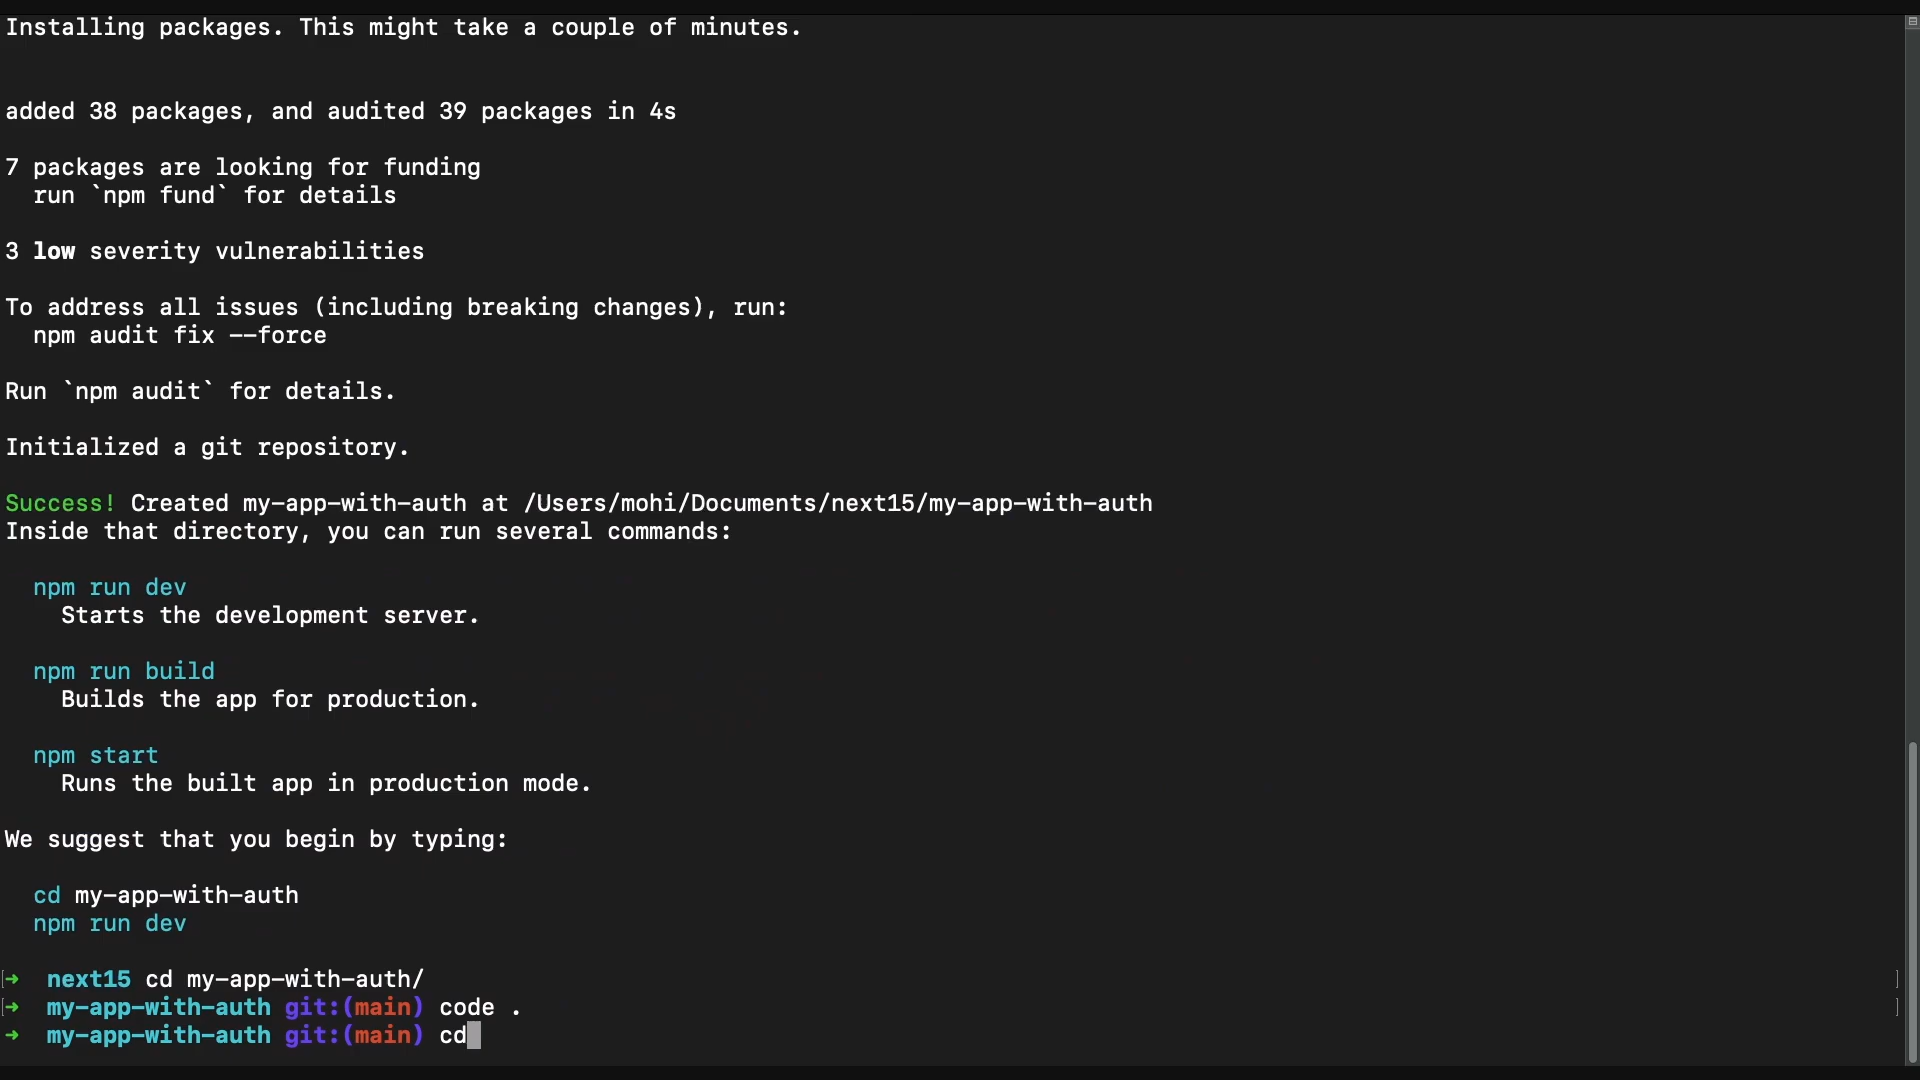 Installing packages. This might take a couple of minutes.
added 38 packages, and audited 39 packages in 4s
7 packages are looking for funding
run `npm fund` for details
3 low severity vulnerabilities
To address all issues (including breaking changes), run:
npm audit fix --force
Run `npm audit` for details.
Initialized a git repository.
Success! Created my-app-with-auth at /Users/mohi/Documents/next15/my-app-with-auth
Inside that directory, you can run several commands:
npm run dev
Starts the development server.
npm run build
Builds the app for production.
npm start
Runs the built app in production mode.
We suggest that you begin by typing:
cd my-app-with-auth
npm run dev
[➜ next15 cd my-app-with-auth/ ]
[➜ my-app-with-auth git:(main) code . ]
➜ my-app-with-auth git:(main) cd